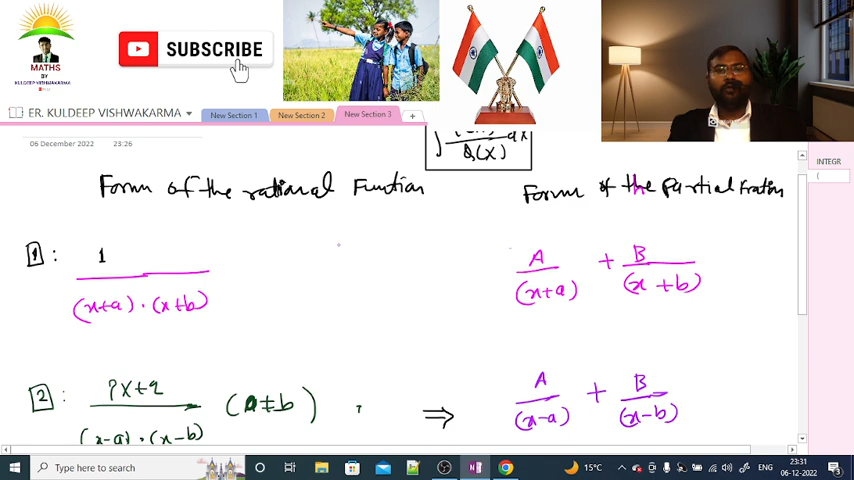 SUBSCRIBE
MATHS
BY
KULDEEP VISHWAKARMA
ER. KULDEEP VISHWAKARMA
New Section 1
New Section 2
New Section 3
+
06 December 2022 23:26
INTEGR
(
Q(X)
Form of the rational Function
Form of the Partial Fration
1 :
1
(x+a) . (x+b)
A/(x+a) + B/(x+b)
2 :
Px+q
(x-a) . (x-b)
(a≠b)
⇒
A/(x-a) + B/(x-b)
Type here to search
15°C
ENG
23:31
06-12-2022
3